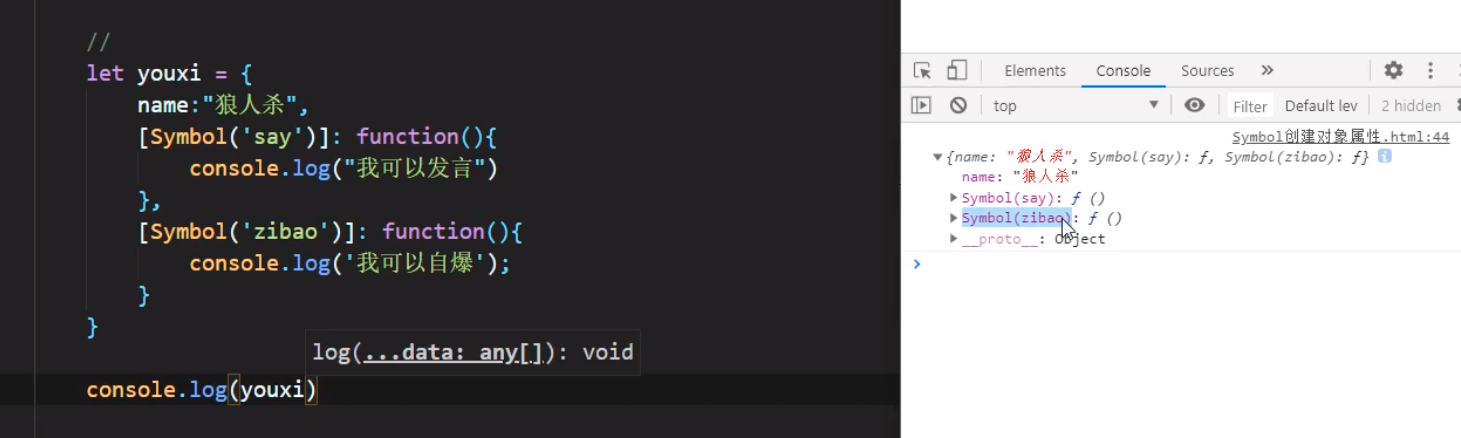 //
let youxi = {
name:"狼人杀",
[Symbol('say')]: function(){
console.log("我可以发言")
},
[Symbol('zibao')]: function(){
console.log('我可以自爆');
}
}
log(...data: any[]): void
console.log(youxi)
Elements Console Sources »
top ▼ Filter Default lev 2 hidden
Symbol创建对象属性.html:44
▼{name: "狼人杀", Symbol(say): ƒ, Symbol(zibao): ƒ} i
name: "狼人杀"
▶Symbol(say): ƒ ()
▶Symbol(zibao): ƒ ()
▶__proto__: Object
>